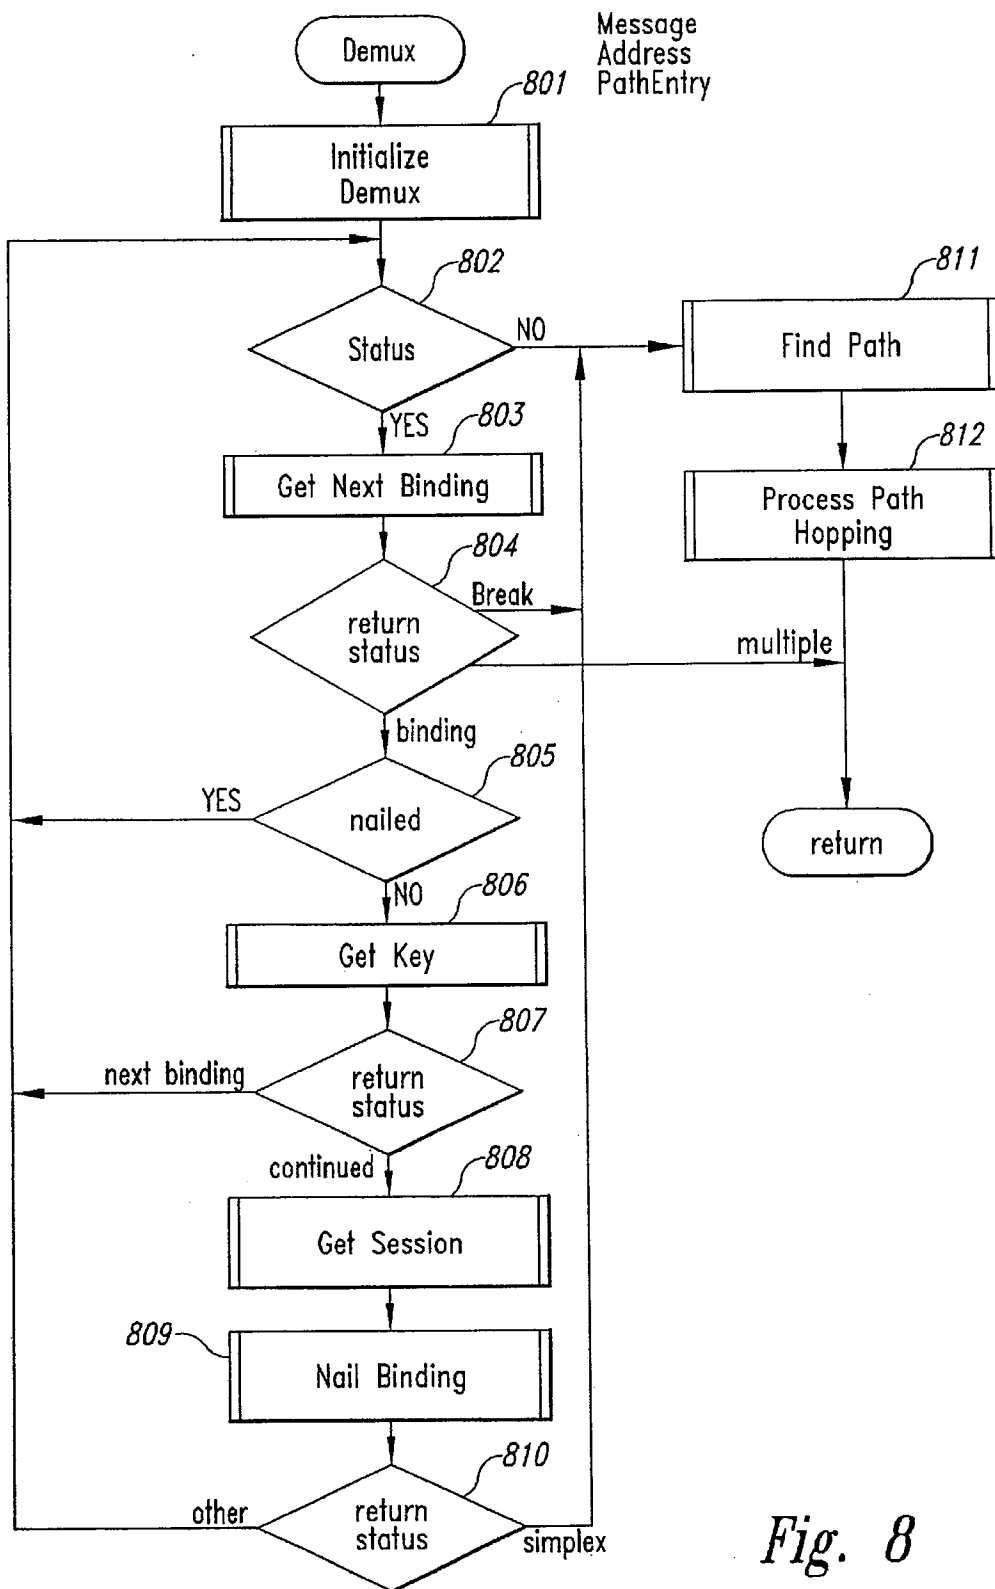 Demux
Message
Address
PathEntry
801
Initialize
Demux
802
Status
NO
YES
811
Find Path
803
Get Next Binding
812
Process Path
Hopping
804
return
status
Break
multiple
binding
805
nailed
YES
NO
return
806
Get Key
807
return
status
next binding
continued
808
Get Session
809
Nail Binding
810
return
status
other
simplex
Fig. 8